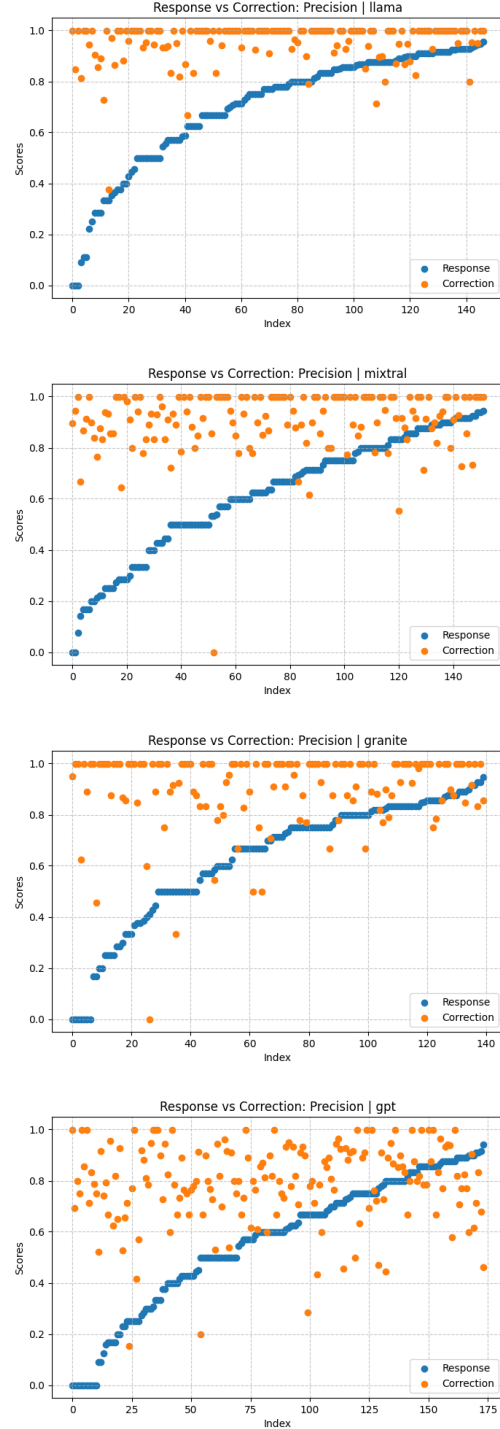 Response vs Correction: Precision | llama
1.0
0.8
0.6
0.4
0.2
0.0
Scores
0 20 40 60 80 100 120 140
Index
Response
Correction
Response vs Correction: Precision | mixtral
1.0
0.8
0.6
0.4
0.2
0.0
Scores
0 20 40 60 80 100 120 140
Index
Response
Correction
Response vs Correction: Precision | granite
1.0
0.8
0.6
0.4
0.2
0.0
Scores
0 20 40 60 80 100 120 140
Index
Response
Correction
Response vs Correction: Precision | gpt
1.0
0.8
0.6
0.4
0.2
0.0
Scores
0 25 50 75 100 125 150 175
Index
Response
Correction